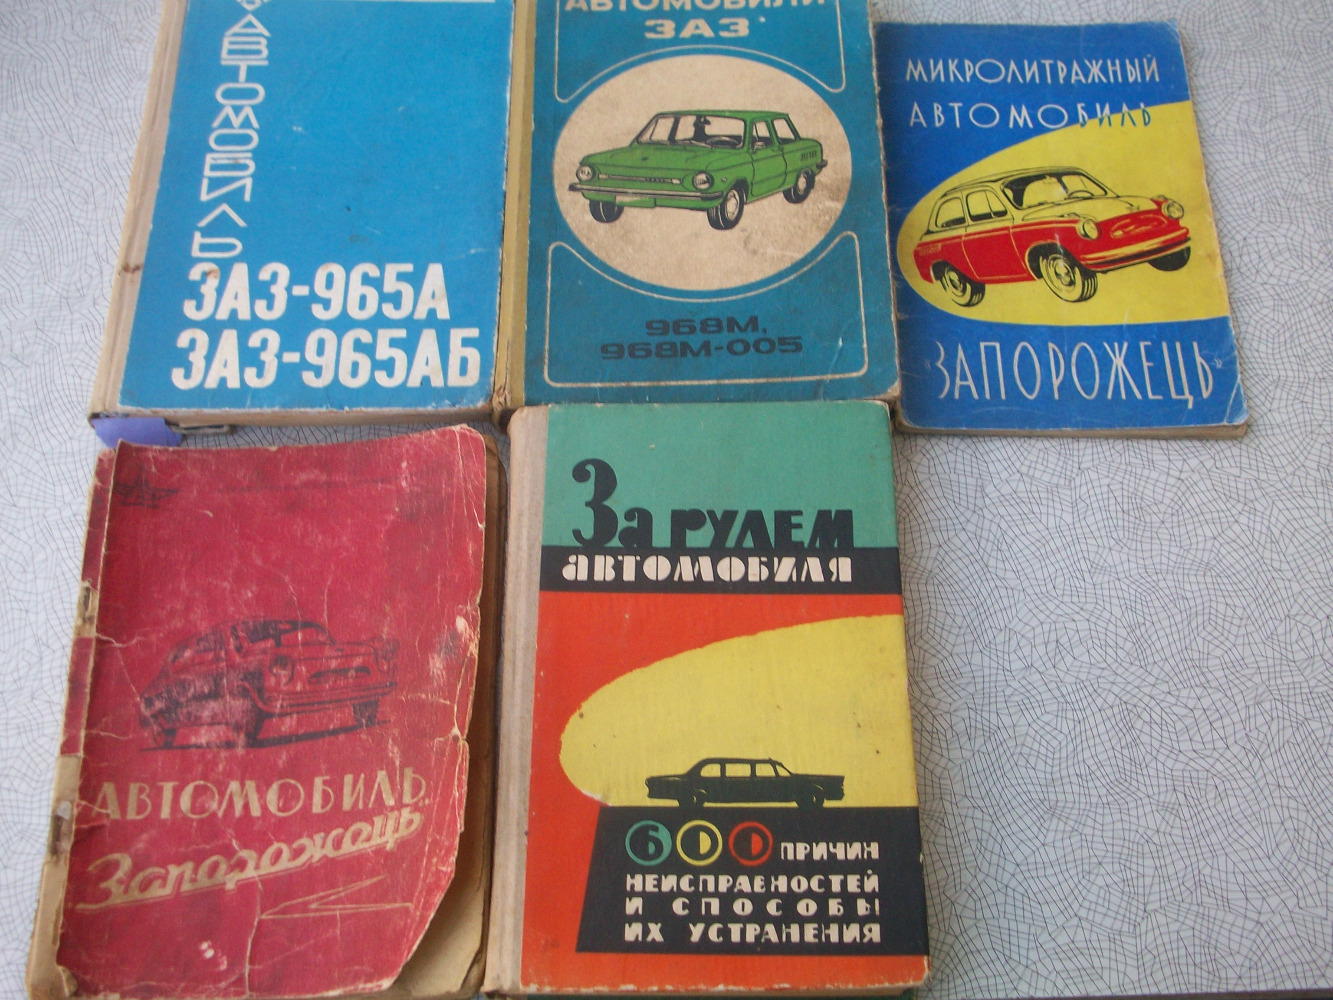 АВТОМОБИЛЬ
ЗАЗ-965А
ЗАЗ-965АБ
АВТОМОБИЛИ
ЗАЗ
968М,
968М-005
МИКРОЛИТРАЖНЫЙ
АВТОМОБИЛЬ
"ЗАПОРОЖЕЦЬ"
АВТОМОБИЛЬ
Запорожець
За рулем
автомобиля
600 ПРИЧИН
НЕИСПРАВНОСТЕЙ
И СПОСОБЫ
ИХ УСТРАНЕНИЯ